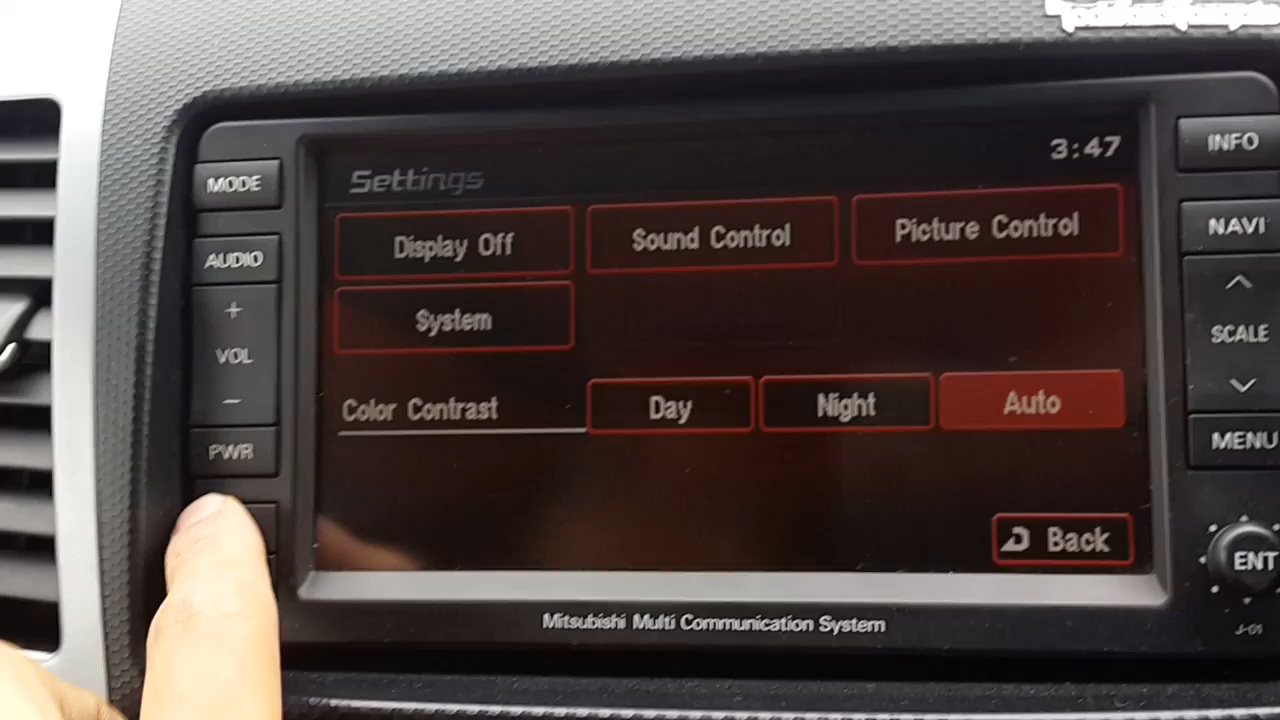 MODE
AUDIO
+
VOL
−
PWR
3:47
Settings
Display Off
Sound Control
Picture Control
System
Color Contrast
Day
Night
Auto
Back
Mitsubishi Multi Communication System
INFO
NAVI
SCALE
MENU
ENT
J-01